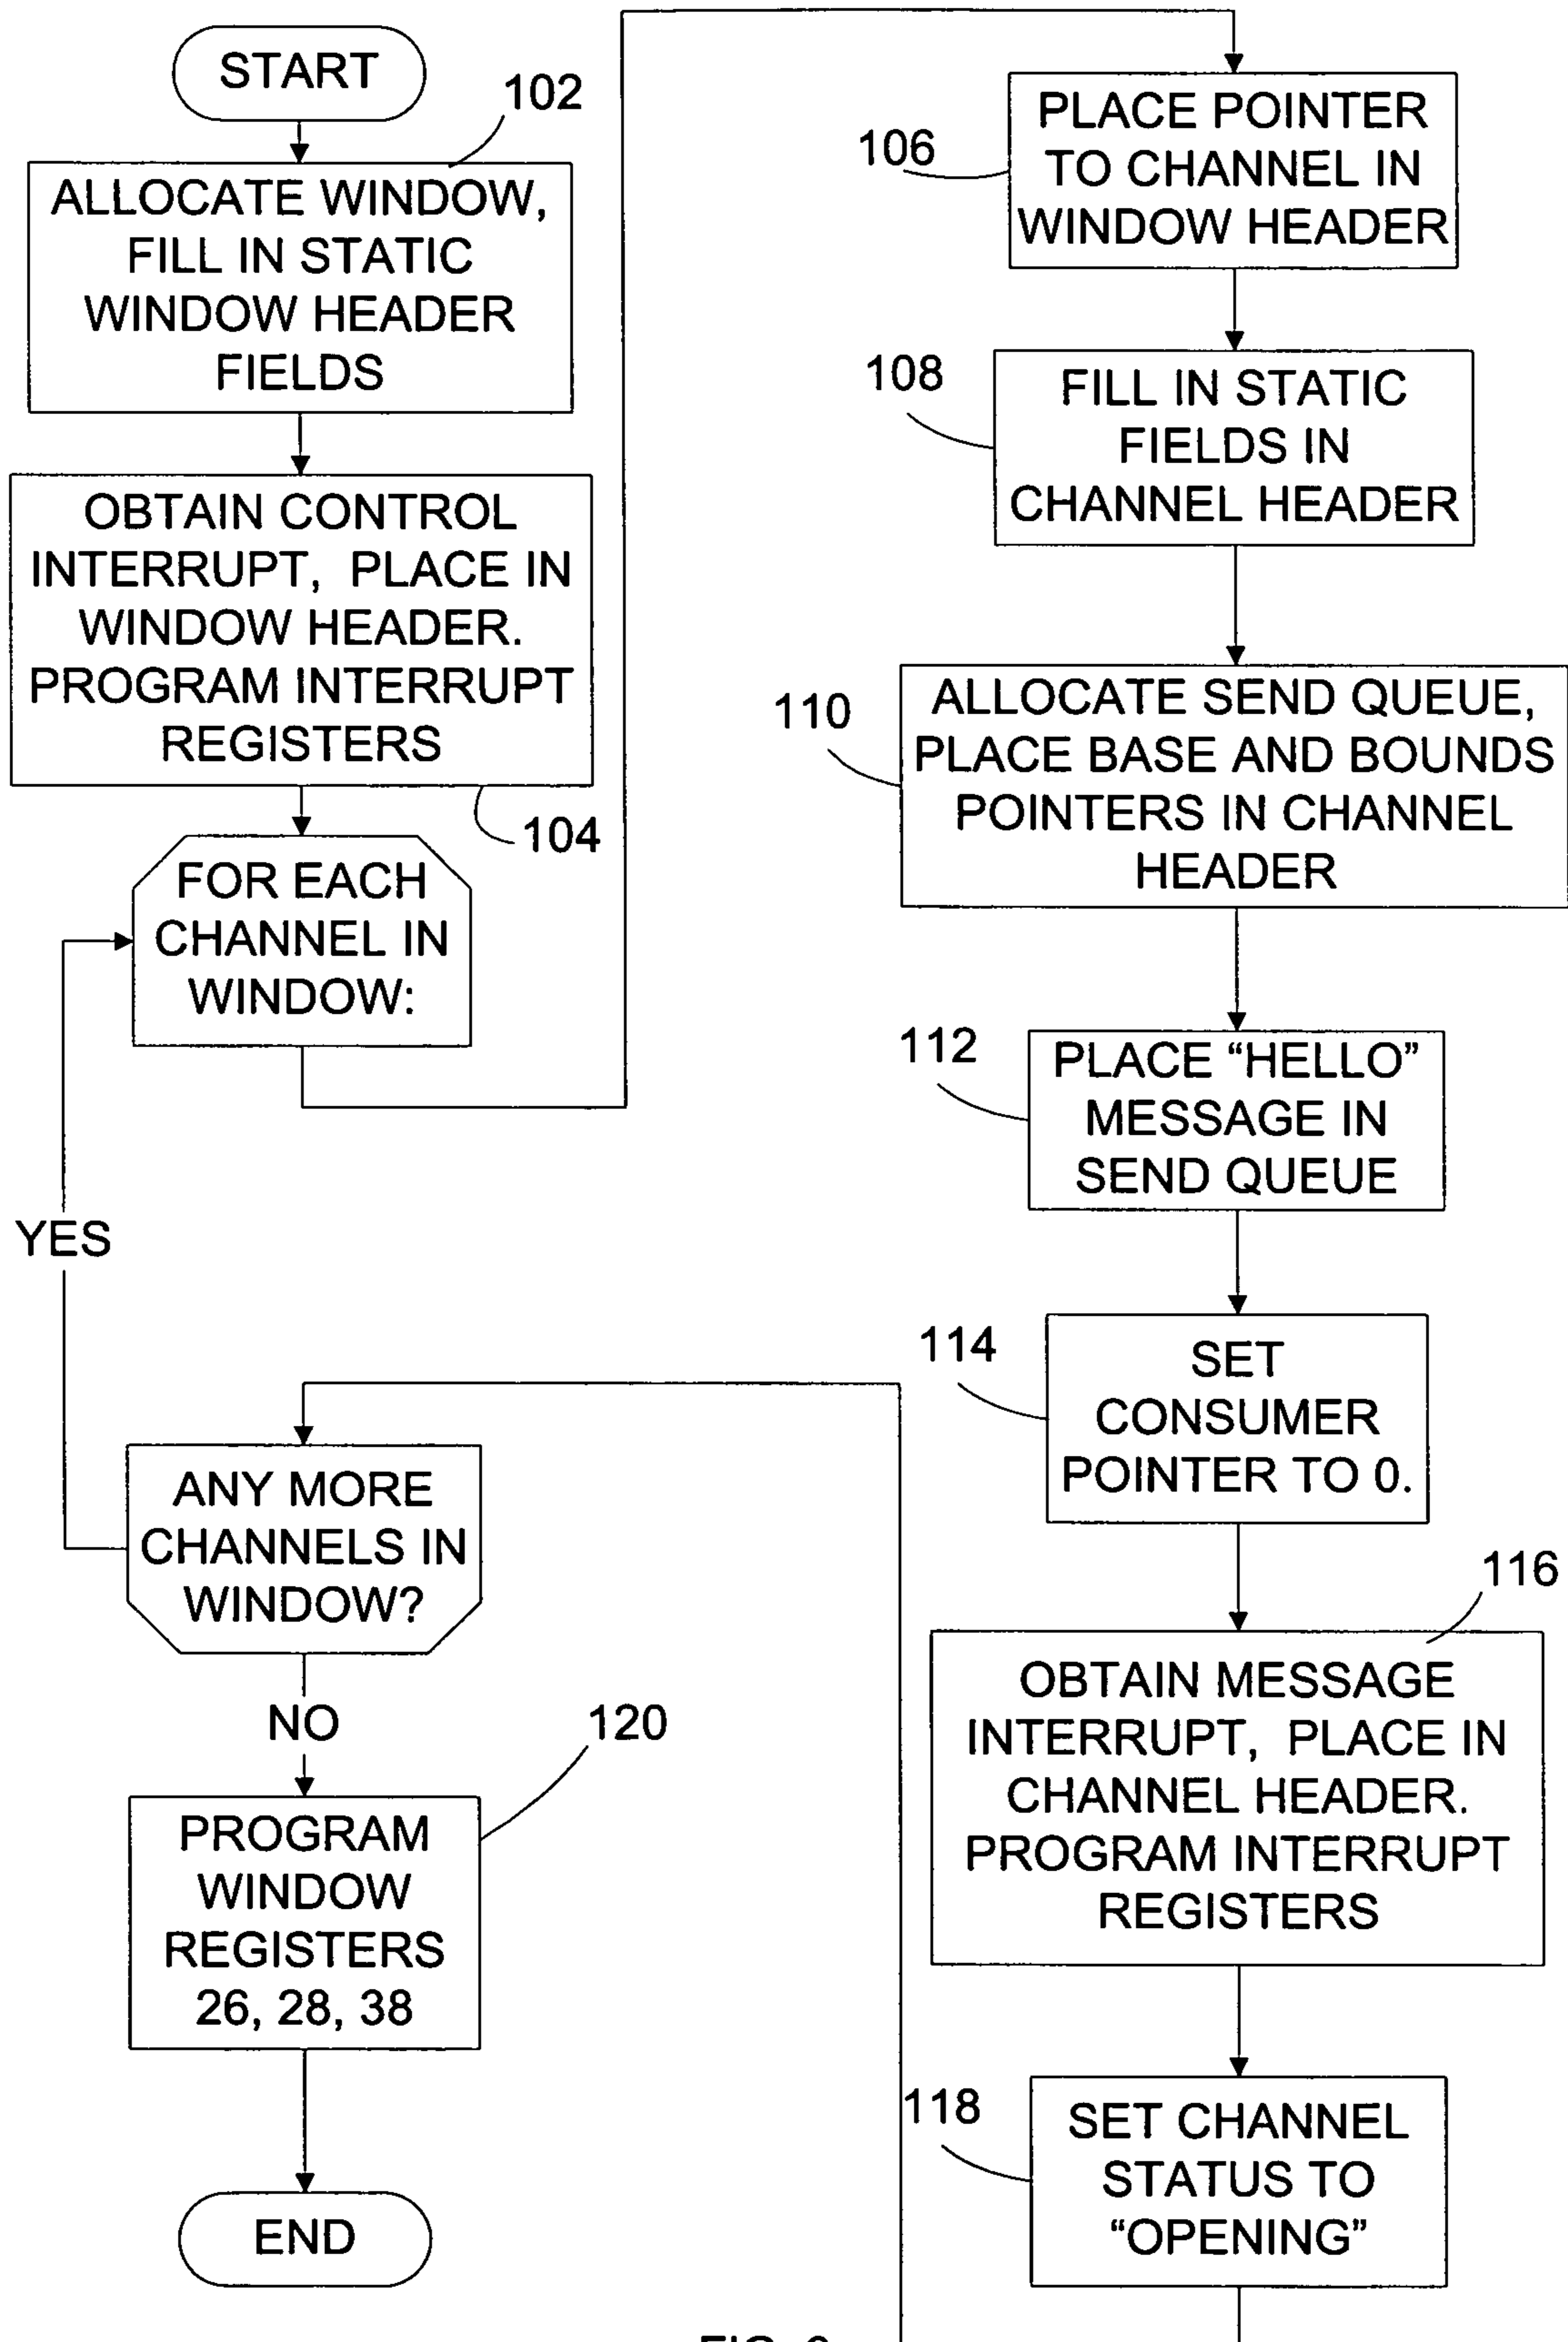 START
102
ALLOCATE WINDOW,
FILL IN STATIC
WINDOW HEADER
FIELDS
OBTAIN CONTROL
INTERRUPT, PLACE IN
WINDOW HEADER.
PROGRAM INTERRUPT
REGISTERS
104
FOR EACH
CHANNEL IN
WINDOW:
YES
ANY MORE
CHANNELS IN
WINDOW?
NO
120
PROGRAM
WINDOW
REGISTERS
26, 28, 38
END
106
PLACE POINTER
TO CHANNEL IN
WINDOW HEADER
108
FILL IN STATIC
FIELDS IN
CHANNEL HEADER
110
ALLOCATE SEND QUEUE,
PLACE BASE AND BOUNDS
POINTERS IN CHANNEL
HEADER
112
PLACE “HELLO”
MESSAGE IN
SEND QUEUE
114
SET
CONSUMER
POINTER TO 0.
116
OBTAIN MESSAGE
INTERRUPT, PLACE IN
CHANNEL HEADER.
PROGRAM INTERRUPT
REGISTERS
118
SET CHANNEL
STATUS TO
“OPENING”
FIG.